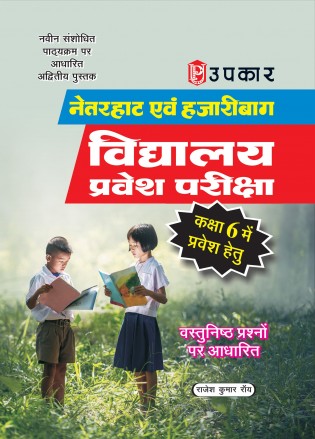 नवीन संशोधित
पाठ्यक्रम पर
आधारित
अद्वितीय पुस्तक
उपकार
नेतरहाट एवं हजारीबाग
विद्यालय
प्रवेश परीक्षा
कक्षा 6 में
प्रवेश हेतु
वस्तुनिष्ठ प्रश्नों
पर आधारित
राजेश कुमार रॉय